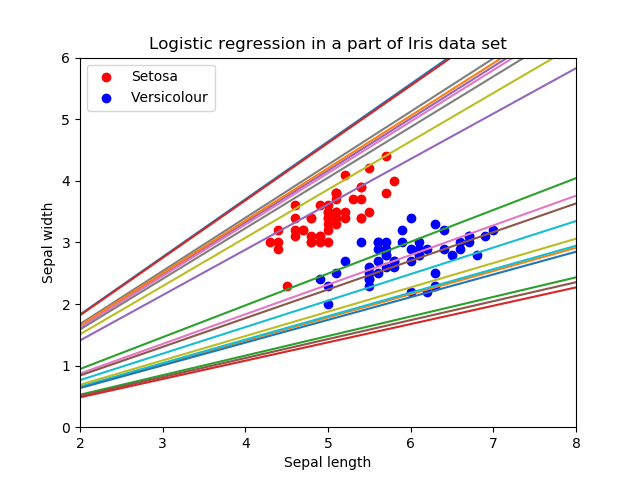 Logistic regression in a part of Iris data set
Setosa
Versicolour
Sepal width
6
5
4
3
2
1
0
2
3
4
5
6
7
8
Sepal length